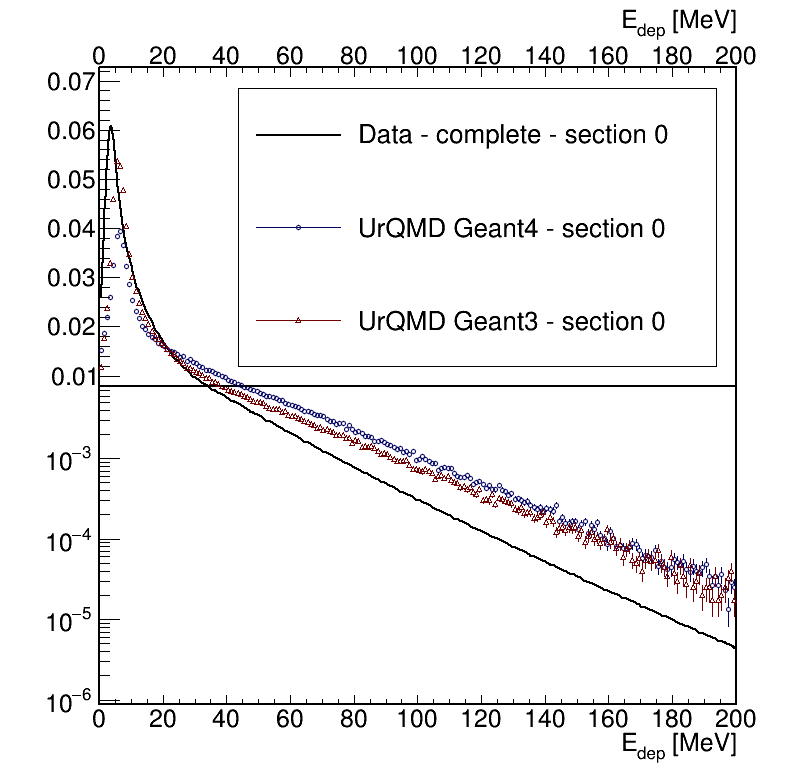 E_dep [MeV]
0 20 40 60 80 100 120 140 160 180 200
0.07
0.06
0.05
0.04
0.03
0.02
0.01
Data - complete - section 0
UrQMD Geant4 - section 0
UrQMD Geant3 - section 0
10⁻³
10⁻⁴
10⁻⁵
10⁻⁶
0 20 40 60 80 100 120 140 160 180 200
E_dep [MeV]